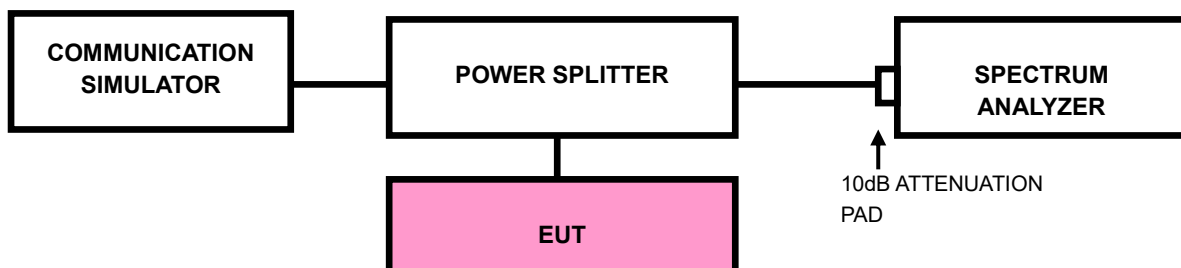 COMMUNICATION
SIMULATOR
POWER SPLITTER
SPECTRUM
ANALYZER
10dB ATTENUATION
PAD
EUT